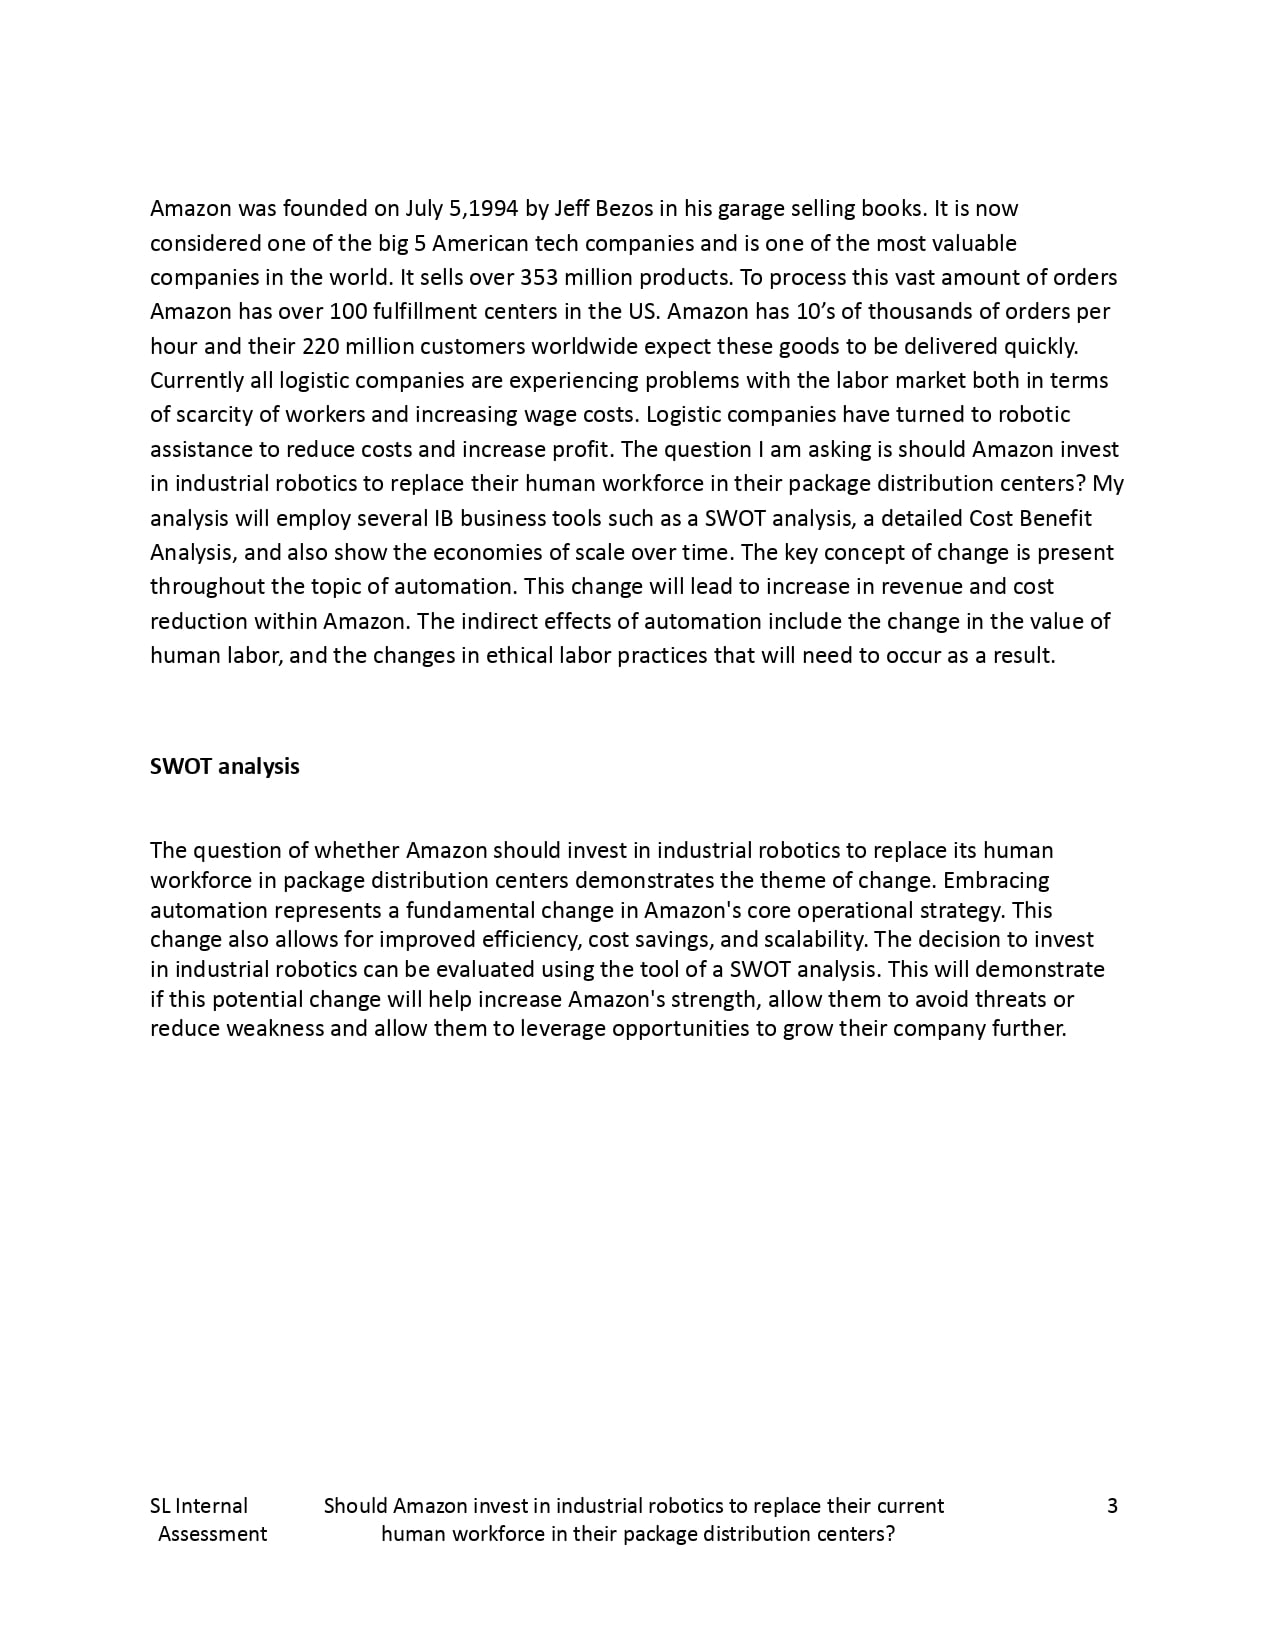 Amazon was founded on July 5,1994 by Jeff Bezos in his garage selling books. It is now
considered one of the big 5 American tech companies and is one of the most valuable
companies in the world. It sells over 353 million products. To process this vast amount of orders
Amazon has over 100 fulfillment centers in the US. Amazon has 10’s of thousands of orders per
hour and their 220 million customers worldwide expect these goods to be delivered quickly.
Currently all logistic companies are experiencing problems with the labor market both in terms
of scarcity of workers and increasing wage costs. Logistic companies have turned to robotic
assistance to reduce costs and increase profit. The question I am asking is should Amazon invest
in industrial robotics to replace their human workforce in their package distribution centers? My
analysis will employ several IB business tools such as a SWOT analysis, a detailed Cost Benefit
Analysis, and also show the economies of scale over time. The key concept of change is present
throughout the topic of automation. This change will lead to increase in revenue and cost
reduction within Amazon. The indirect effects of automation include the change in the value of
human labor, and the changes in ethical labor practices that will need to occur as a result.
SWOT analysis
The question of whether Amazon should invest in industrial robotics to replace its human
workforce in package distribution centers demonstrates the theme of change. Embracing
automation represents a fundamental change in Amazon's core operational strategy. This
change also allows for improved efficiency, cost savings, and scalability. The decision to invest
in industrial robotics can be evaluated using the tool of a SWOT analysis. This will demonstrate
if this potential change will help increase Amazon's strength, allow them to avoid threats or
reduce weakness and allow them to leverage opportunities to grow their company further.
SL Internal Should Amazon invest in industrial robotics to replace their current 3
Assessment human workforce in their package distribution centers?